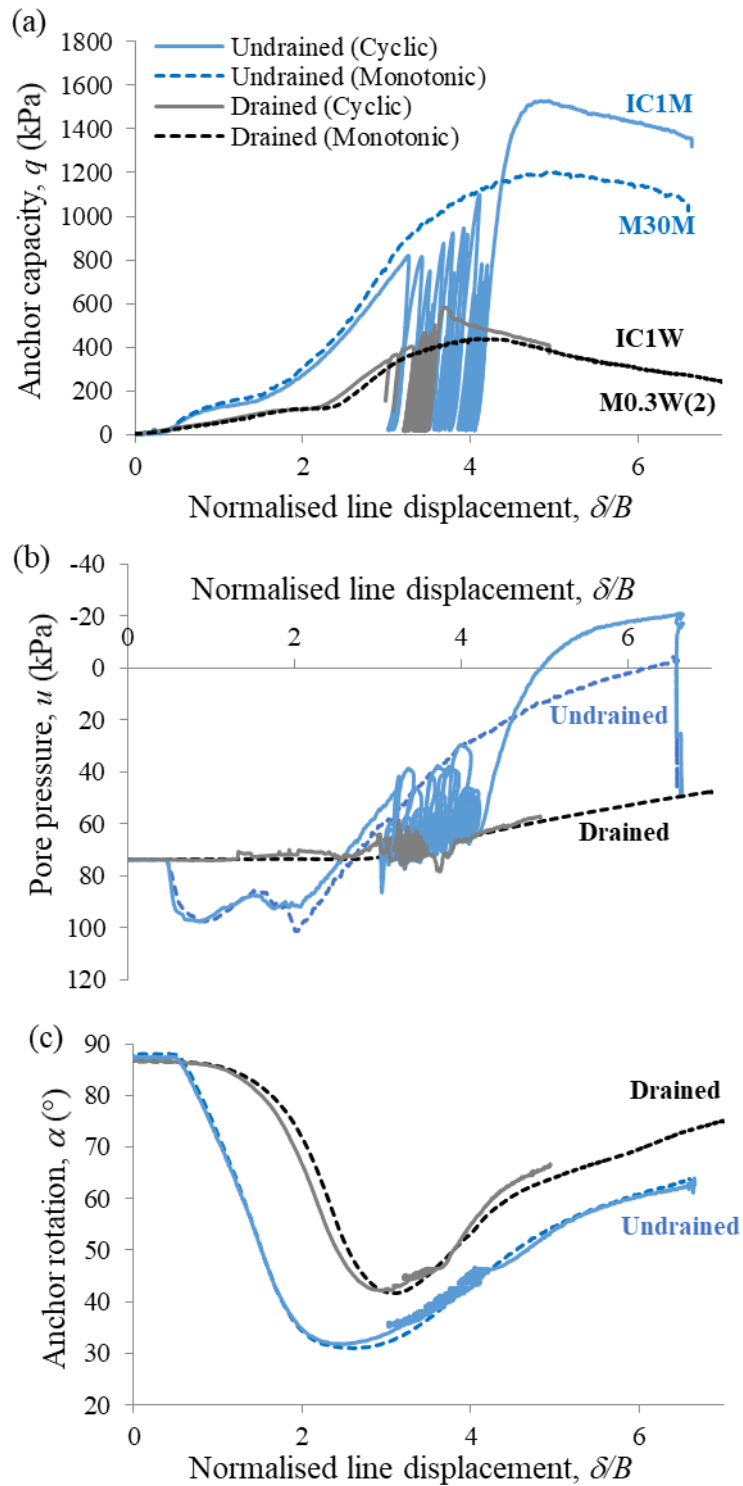 (a)
1800
1600
1400
1200
1000
800
600
400
200
0
Anchor capacity, q (kPa)
Undrained (Cyclic)
Undrained (Monotonic)
Drained (Cyclic)
Drained (Monotonic)
IC1M
M30M
IC1W
M0.3W(2)
0 2 4 6
Normalised line displacement, δ/B
(b)
Normalised line displacement, δ/B
0 2 4 6
-40
-20
0
20
40
60
80
100
120
Pore pressure, u (kPa)
Undrained
Drained
(c)
90
80
70
60
50
40
30
20
Anchor rotation, α (°)
Drained
Undrained
0 2 4 6
Normalised line displacement, δ/B